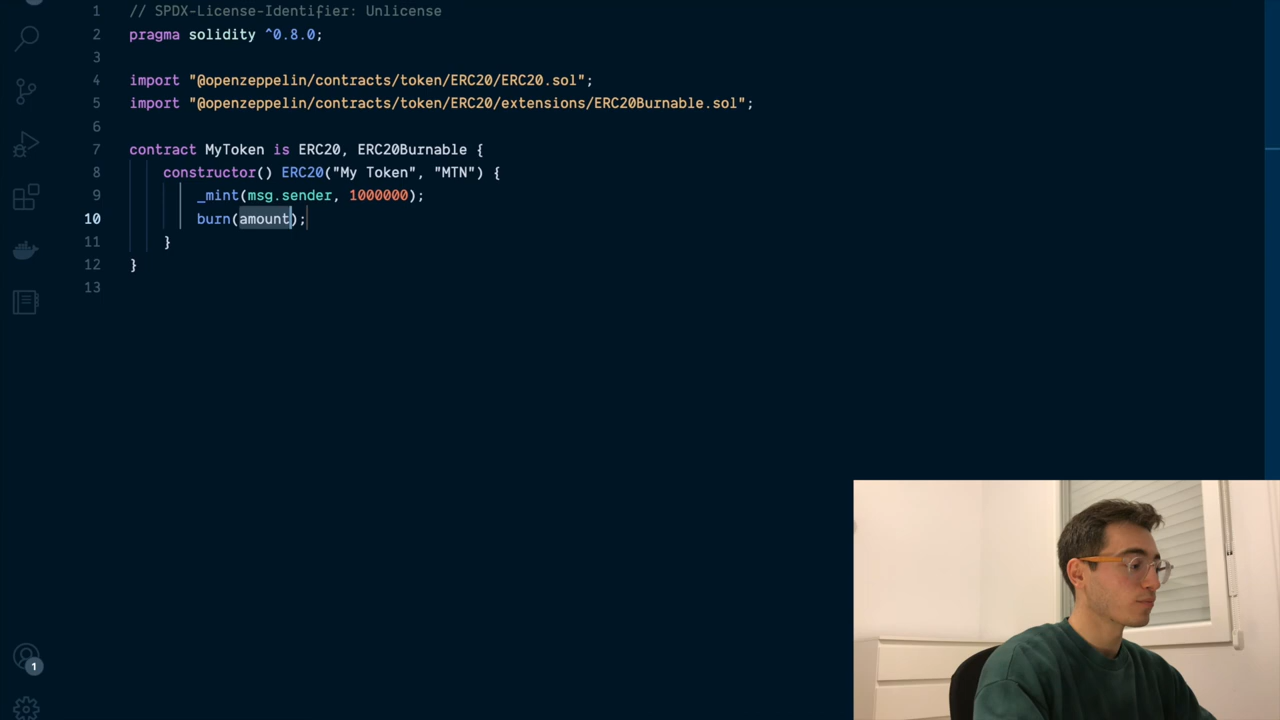 1 // SPDX-License-Identifier: Unlicense
2 pragma solidity ^0.8.0;
3
4 import "@openzeppelin/contracts/token/ERC20/ERC20.sol";
5 import "@openzeppelin/contracts/token/ERC20/extensions/ERC20Burnable.sol";
6
7 contract MyToken is ERC20, ERC20Burnable {
8 constructor() ERC20("My Token", "MTN") {
9 _mint(msg.sender, 1000000);
10 burn(amount);
11 }
12 }
13
1